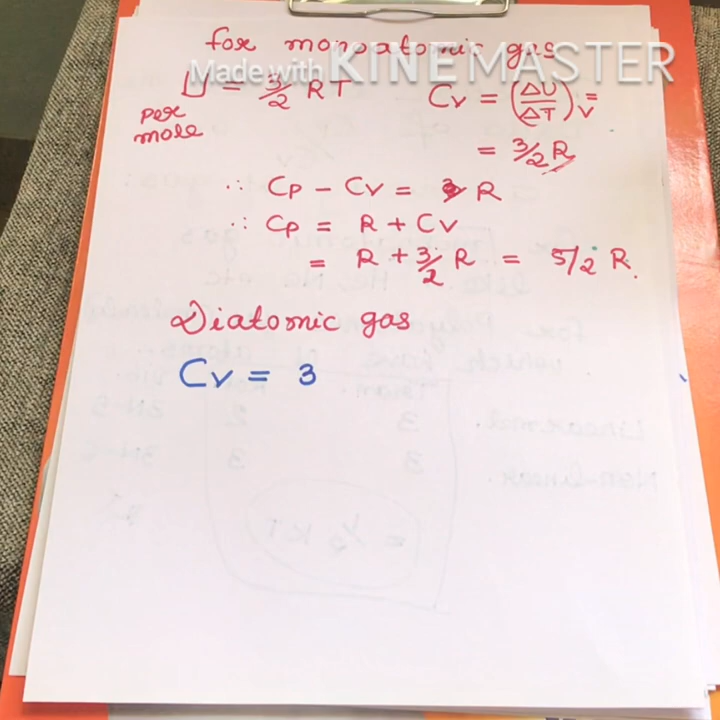 for monoatomic gas
Made with KINEMASTER
U = 3/2 RT
per
mole
Cv = (ΔU/ΔT)v =
= 3/2 R
∴ Cp - Cv = R
∴ Cp = R + Cv
= R + 3/2 R = 5/2 R.
Diatomic gas
Cv = 3